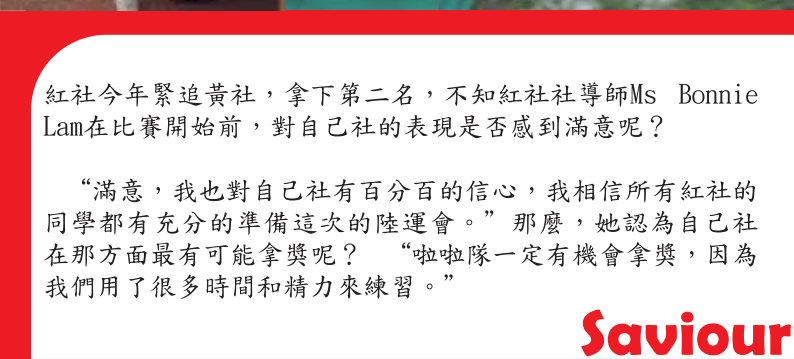 紅社今年緊追黃社，拿下第二名，不知紅社社導師Ms Bonnie
Lam在比賽開始前，對自己社的表現是否感到滿意呢？
“滿意，我也對自己社有百分百的信心，我相信所有紅社的
同學都有充分的準備這次的陸運會。”那麼，她認為自己社
在那方面最有可能拿獎呢？ “啦啦隊一定有機會拿獎，因為
我們用了很多時間和精力來練習。”
Saviour